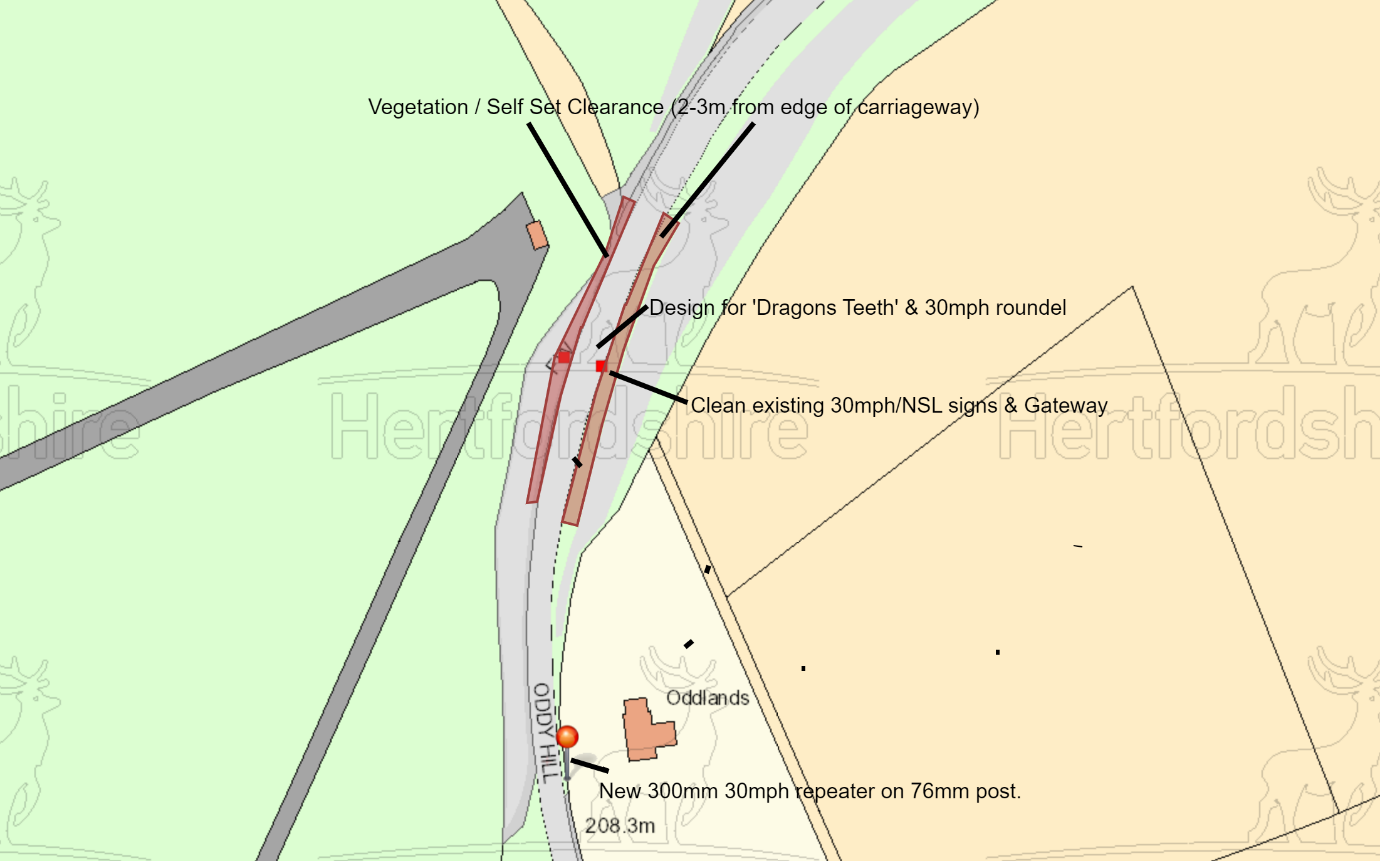 Vegetation / Self Set Clearance (2-3m from edge of carriageway)
Design for 'Dragons Teeth' & 30mph roundel
Clean existing 30mph/NSL signs & Gateway
shire
Hertfordshire
Hertfordsh
Oddlands
ODDY HILL
New 300mm 30mph repeater on 76mm post.
208.3m